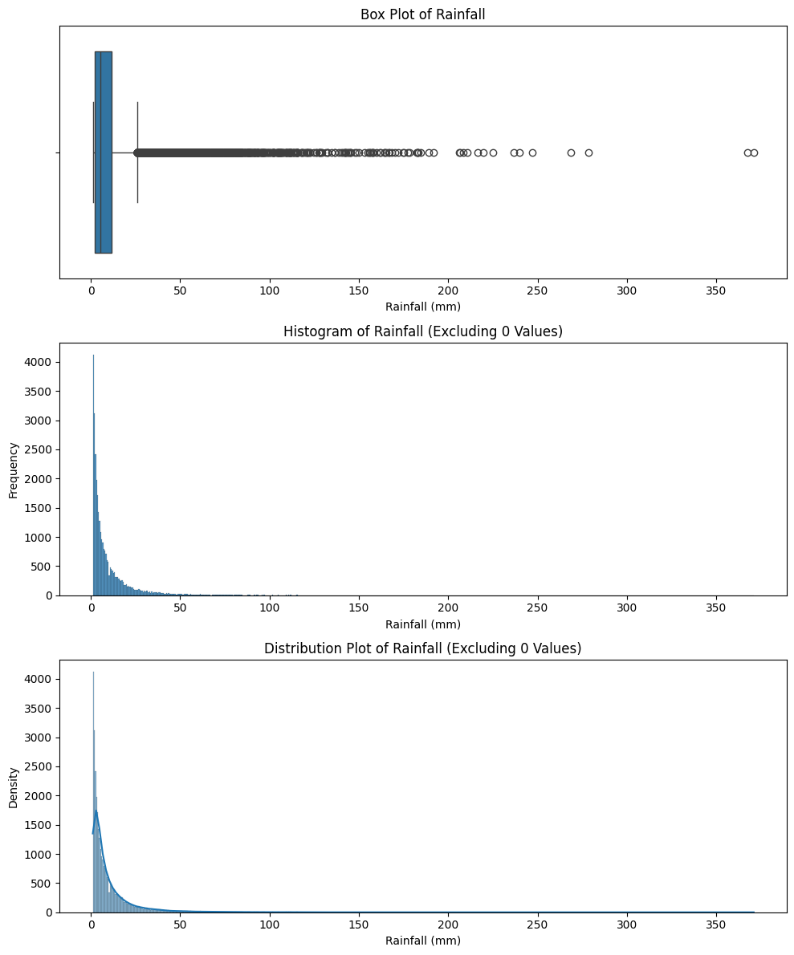 Box Plot of Rainfall
0 50 100 150 200 250 300 350
Rainfall (mm)
Histogram of Rainfall (Excluding 0 Values)
Frequency
4000
3500
3000
2500
2000
1500
1000
500
0
0 50 100 150 200 250 300 350
Rainfall (mm)
Distribution Plot of Rainfall (Excluding 0 Values)
Density
4000
3500
3000
2500
2000
1500
1000
500
0
0 50 100 150 200 250 300 350
Rainfall (mm)